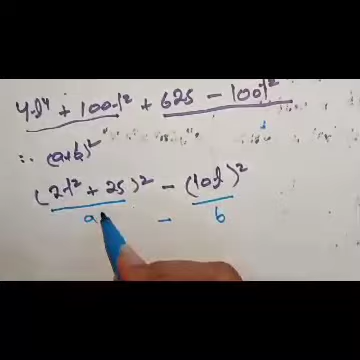 4x⁴ + 100x² + 625 - 100x²
∴ (a+b)²
(2x² + 25)² - (10x)²
a - b